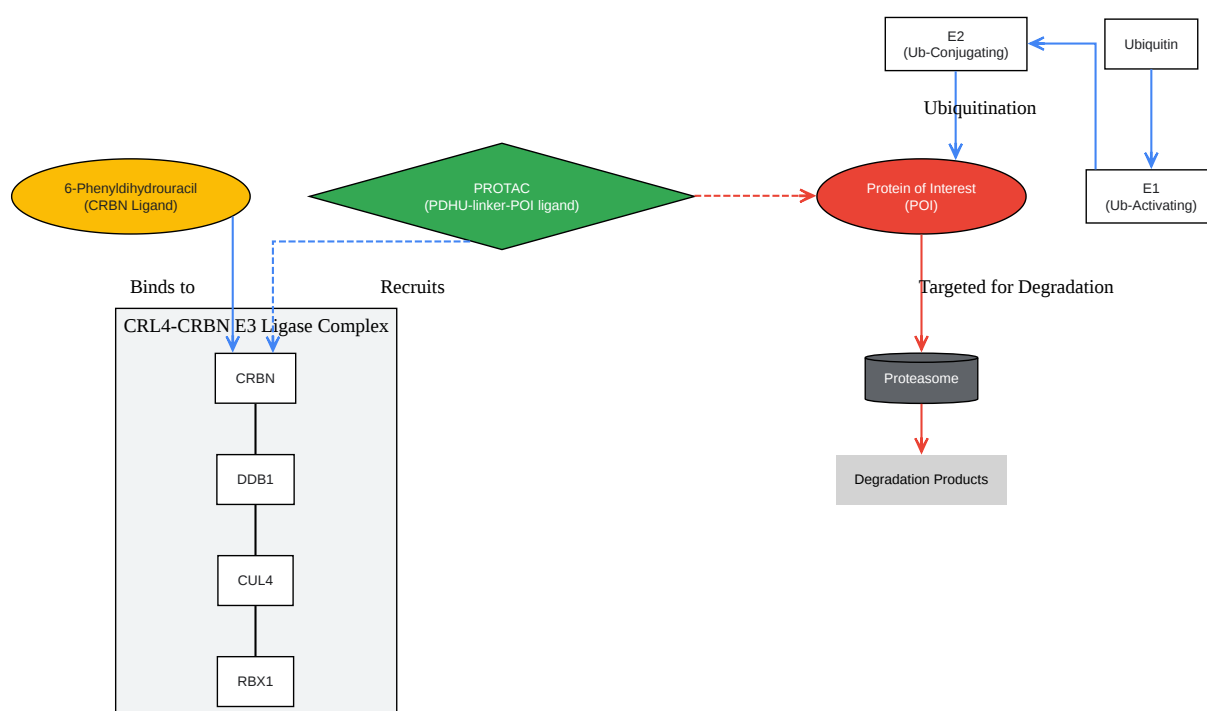 E2
(Ub-Conjugating)
Ubiquitin
Ubiquitination
6-Phenyldihydrouracil
(CRBN Ligand)
PROTAC
(PDHU-linker-POI ligand)
Protein of Interest
(POI)
E1
(Ub-Activating)
Binds to
Recruits
Targeted for Degradation
CRL4-CRBN E3 Ligase Complex
CRBN
Proteasome
DDB1
Degradation Products
CUL4
RBX1